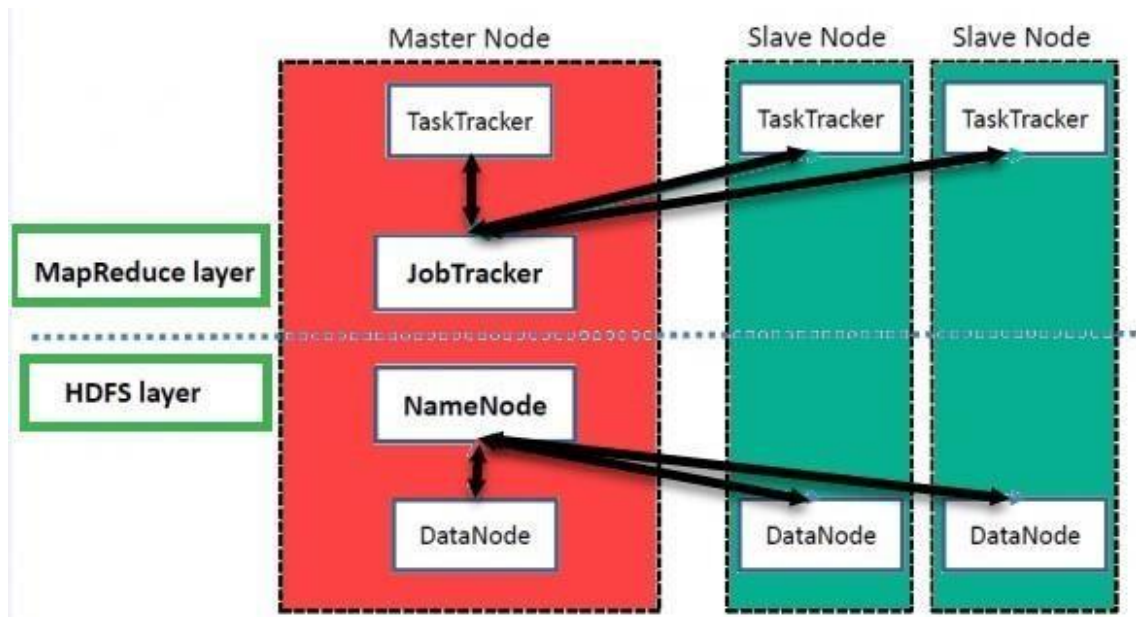 Master Node
Slave Node
Slave Node
TaskTracker
TaskTracker
TaskTracker
MapReduce layer
JobTracker
HDFS layer
NameNode
DataNode
DataNode
DataNode